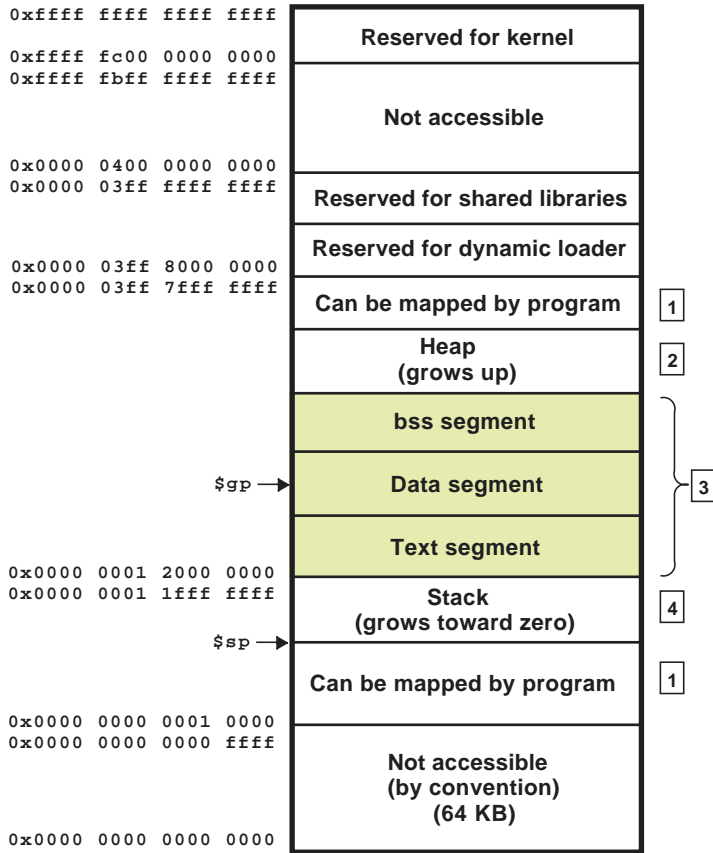 0xffff ffff ffff ffff
Reserved for kernel
0xffff fc00 0000 0000
0xffff fbff ffff ffff
Not accessible
0x0000 0400 0000 0000
0x0000 03ff ffff ffff
Reserved for shared libraries
Reserved for dynamic loader
0x0000 03ff 8000 0000
0x0000 03ff 7fff ffff
Can be mapped by program
1
Heap
(grows up)
2
bss segment
$gp
Data segment
3
Text segment
0x0000 0001 2000 0000
0x0000 0001 1fff ffff
Stack
(grows toward zero)
4
$sp
Can be mapped by program
1
0x0000 0000 0001 0000
0x0000 0000 0000 ffff
Not accessible
(by convention)
(64 KB)
0x0000 0000 0000 0000